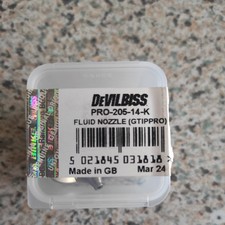 DEVILBISS
PRO-205-14-K
FLUID NOZZLE (GTIPPRO)
5 021845 031818 >
Made in GB Mar 24